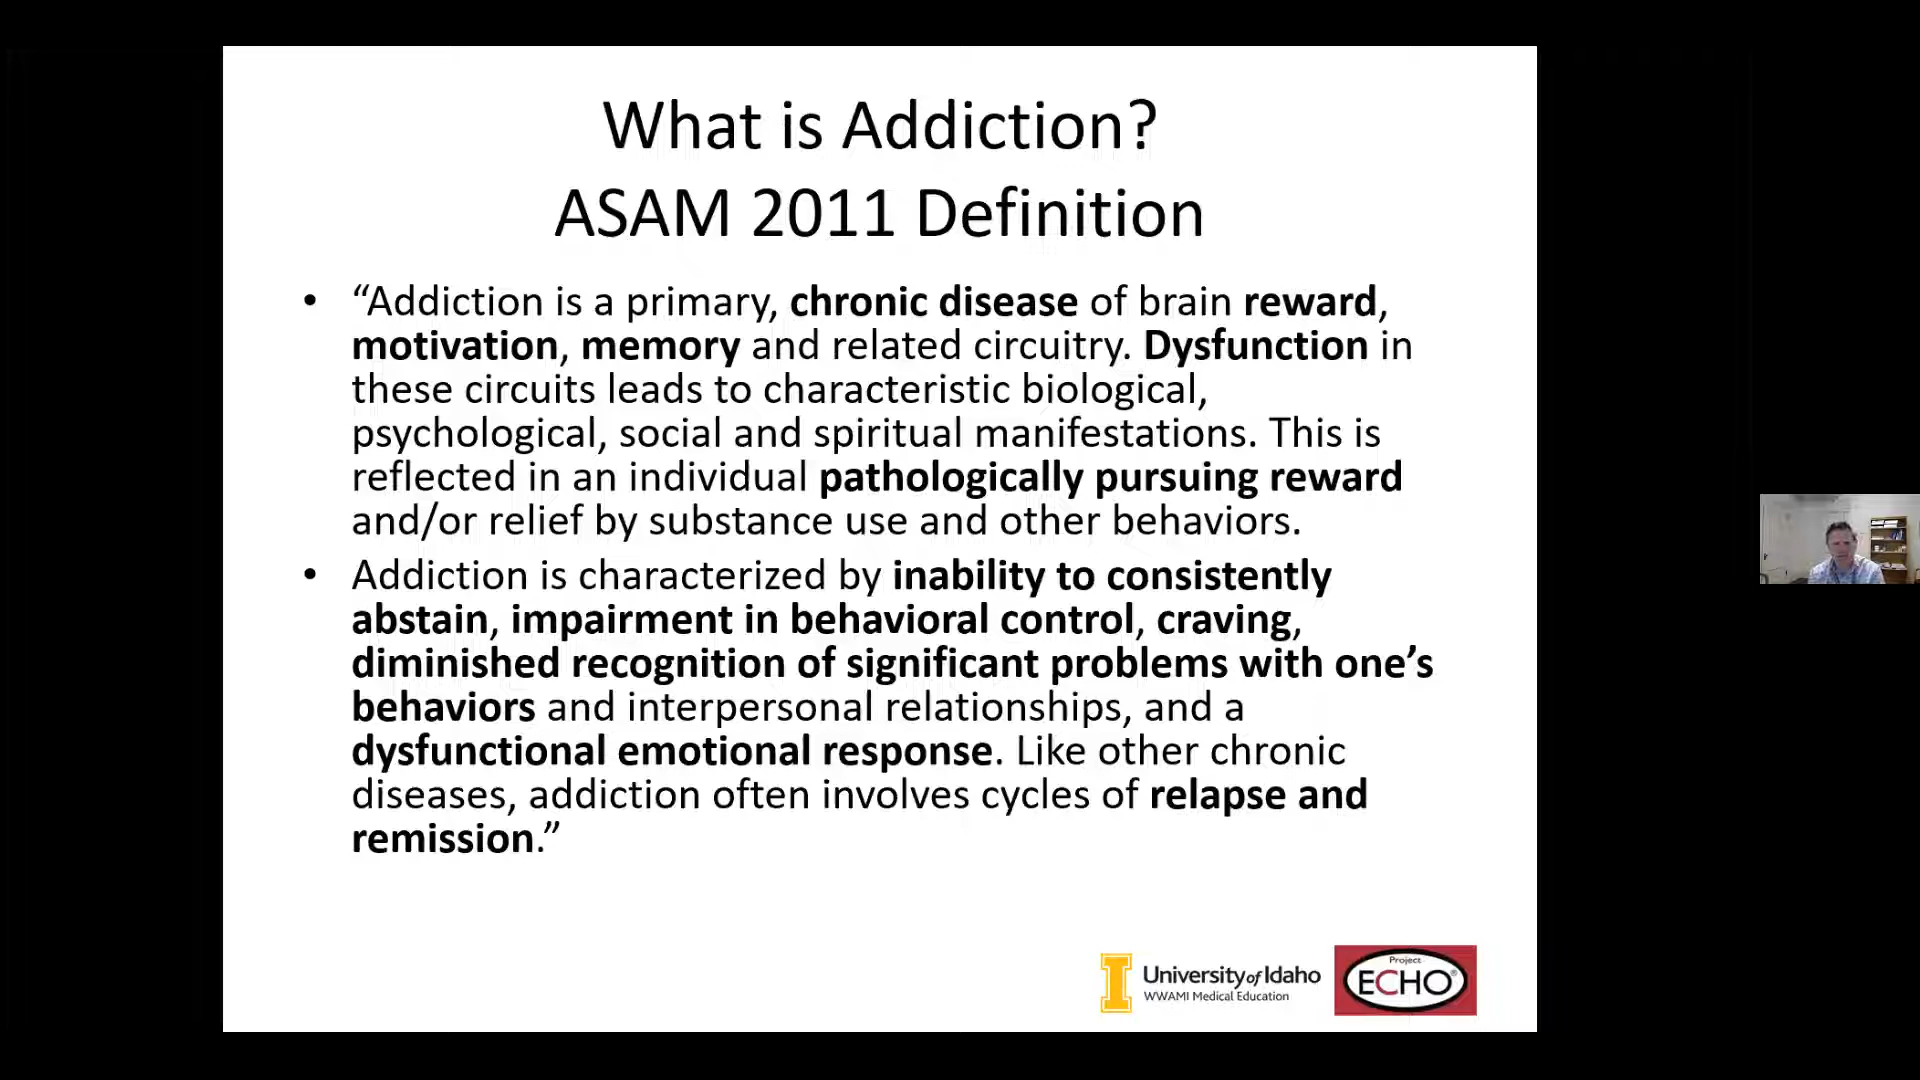 What is Addiction?
ASAM 2011 Definition
• “Addiction is a primary, chronic disease of brain reward,
motivation, memory and related circuitry. Dysfunction in
these circuits leads to characteristic biological,
psychological, social and spiritual manifestations. This is
reflected in an individual pathologically pursuing reward
and/or relief by substance use and other behaviors.
• Addiction is characterized by inability to consistently
abstain, impairment in behavioral control, craving,
diminished recognition of significant problems with one’s
behaviors and interpersonal relationships, and a
dysfunctional emotional response. Like other chronic
diseases, addiction often involves cycles of relapse and
remission.”
I
University of Idaho
WWAMI Medical Education
Project
ECHO®